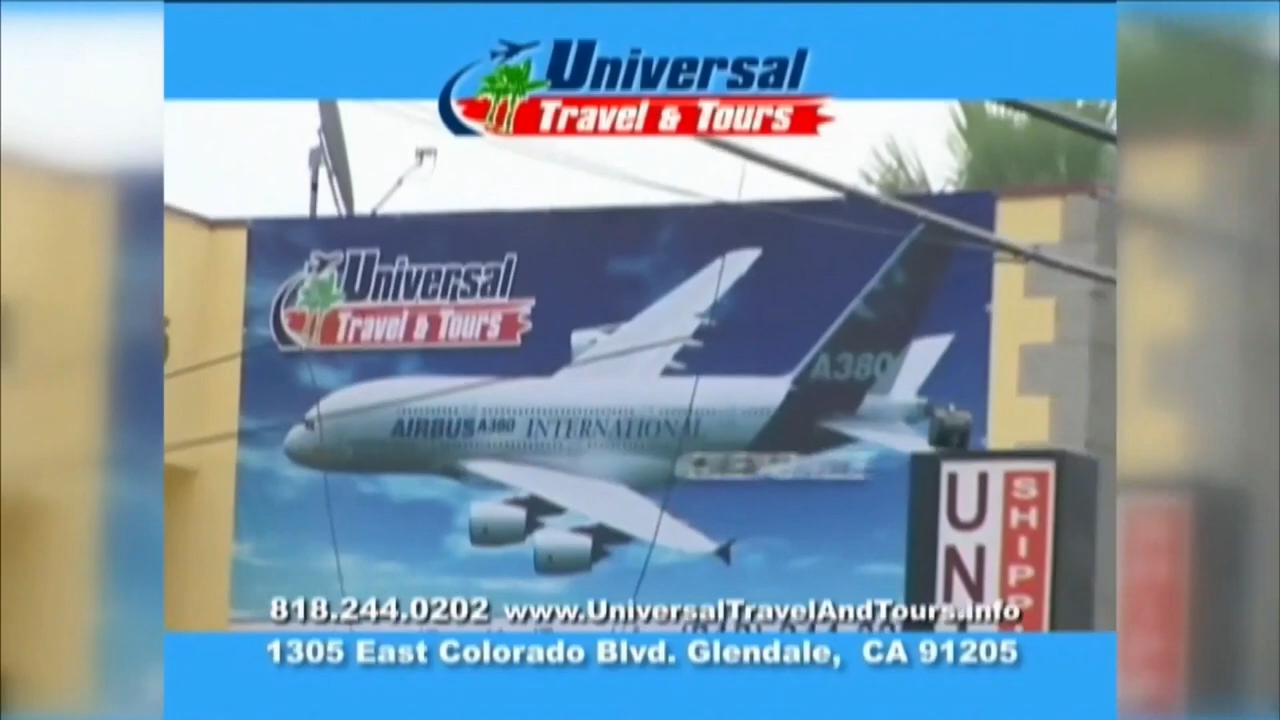 Universal
Travel & Tours
Universal
Travel & Tours
A380
AIRBUS A380 INTERNATIONAL
UN
SHIPP
818.244.0202 www.UniversalTravelAndTours.info
1305 East Colorado Blvd. Glendale, CA 91205